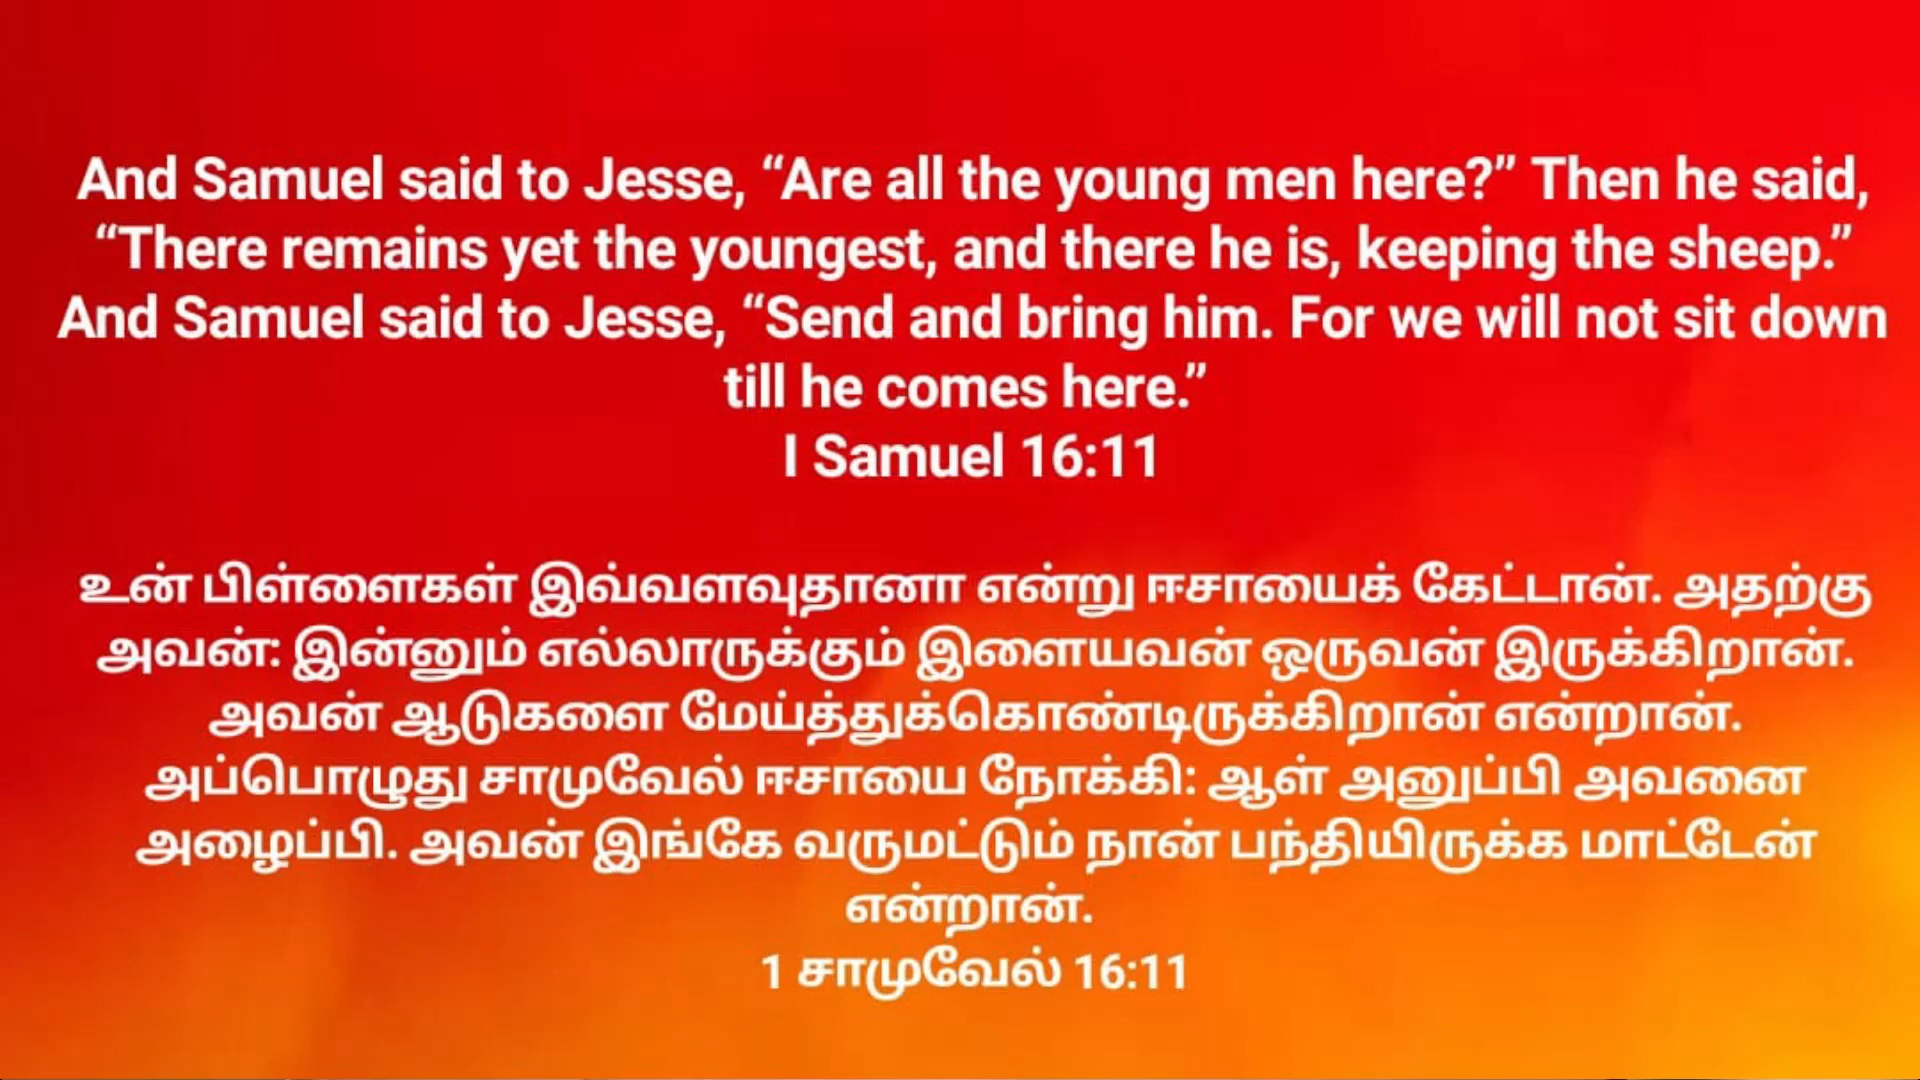 And Samuel said to Jesse, “Are all the young men here?” Then he said,
“There remains yet the youngest, and there he is, keeping the sheep.”
And Samuel said to Jesse, “Send and bring him. For we will not sit down
till he comes here.”
I Samuel 16:11
உன் பிள்ளைகள் இவ்வளவுதானா என்று ஈசாயைக் கேட்டான். அதற்கு
அவன்: இன்னும் எல்லாருக்கும் இளையவன் ஒருவன் இருக்கிறான்.
அவன் ஆடுகளை மேய்த்துக்கொண்டிருக்கிறான் என்றான்.
அப்பொழுது சாமுவேல் ஈசாயை நோக்கி: ஆள் அனுப்பி அவனை
அழைப்பி. அவன் இங்கே வருமட்டும் நான் பந்தியிருக்க மாட்டேன்
என்றான்.
1 சாமுவேல் 16:11